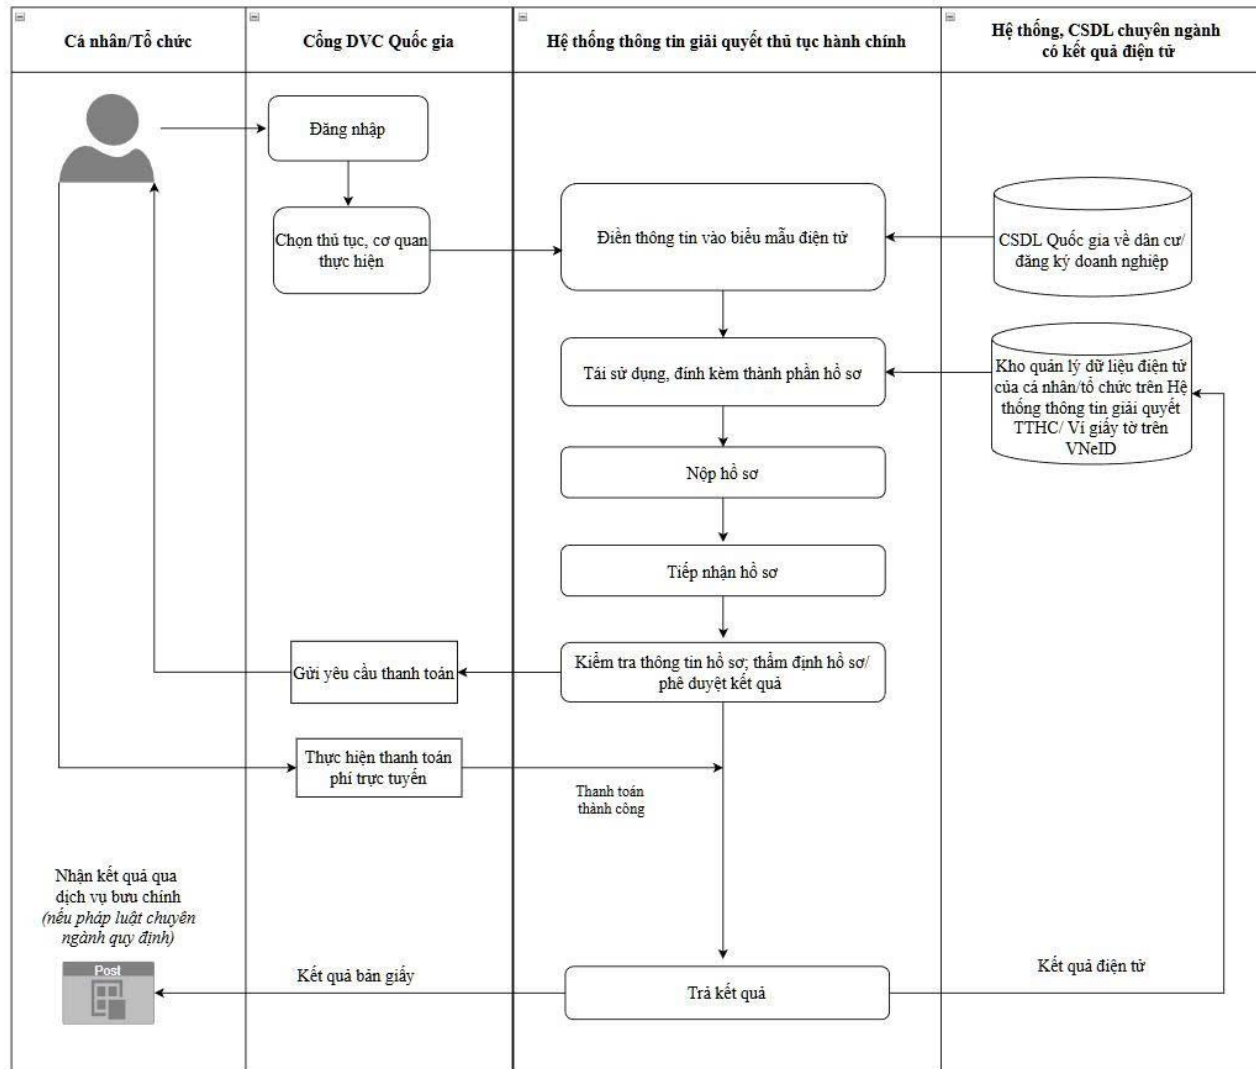 Cá nhân/Tổ chức
Cổng DVC Quốc gia
Hệ thống thông tin giải quyết thủ tục hành chính
Hệ thống, CSDL chuyên ngành
có kết quả điện tử
Đăng nhập
Chọn thủ tục, cơ quan
thực hiện
Điền thông tin vào biểu mẫu điện tử
CSDL Quốc gia về dân cư/
đăng ký doanh nghiệp
Tái sử dụng, đính kèm thành phần hồ sơ
Kho quản lý dữ liệu điện tử
của cá nhân/tổ chức trên Hệ
thống thông tin giải quyết
TTHC/ Ví giấy tờ trên
VNeID
Nộp hồ sơ
Tiếp nhận hồ sơ
Kiểm tra thông tin hồ sơ; thẩm định hồ sơ/
phê duyệt kết quả
Gửi yêu cầu thanh toán
Thực hiện thanh toán
phí trực tuyến
Thanh toán
thành công
Nhận kết quả qua
dịch vụ bưu chính
(nếu pháp luật chuyên
ngành quy định)
Post
Kết quả bản giấy
Trả kết quả
Kết quả điện tử